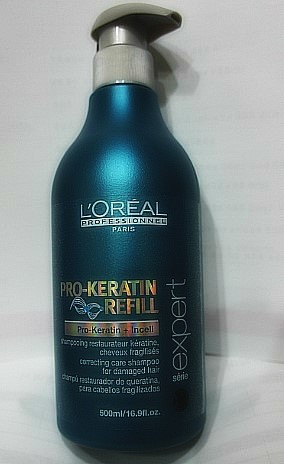 L'ORÉAL
PROFESSIONNEL
PARIS
PRO-KERATIN
REFILL
Pro-Keratin + Incell
shampooing restaurateur kératine,
cheveux fragilisés
correcting care shampoo
for damaged hair
champú restaurador de queratina,
para cabellos fragilizados
série expert
500ml/16.9fl.oz.